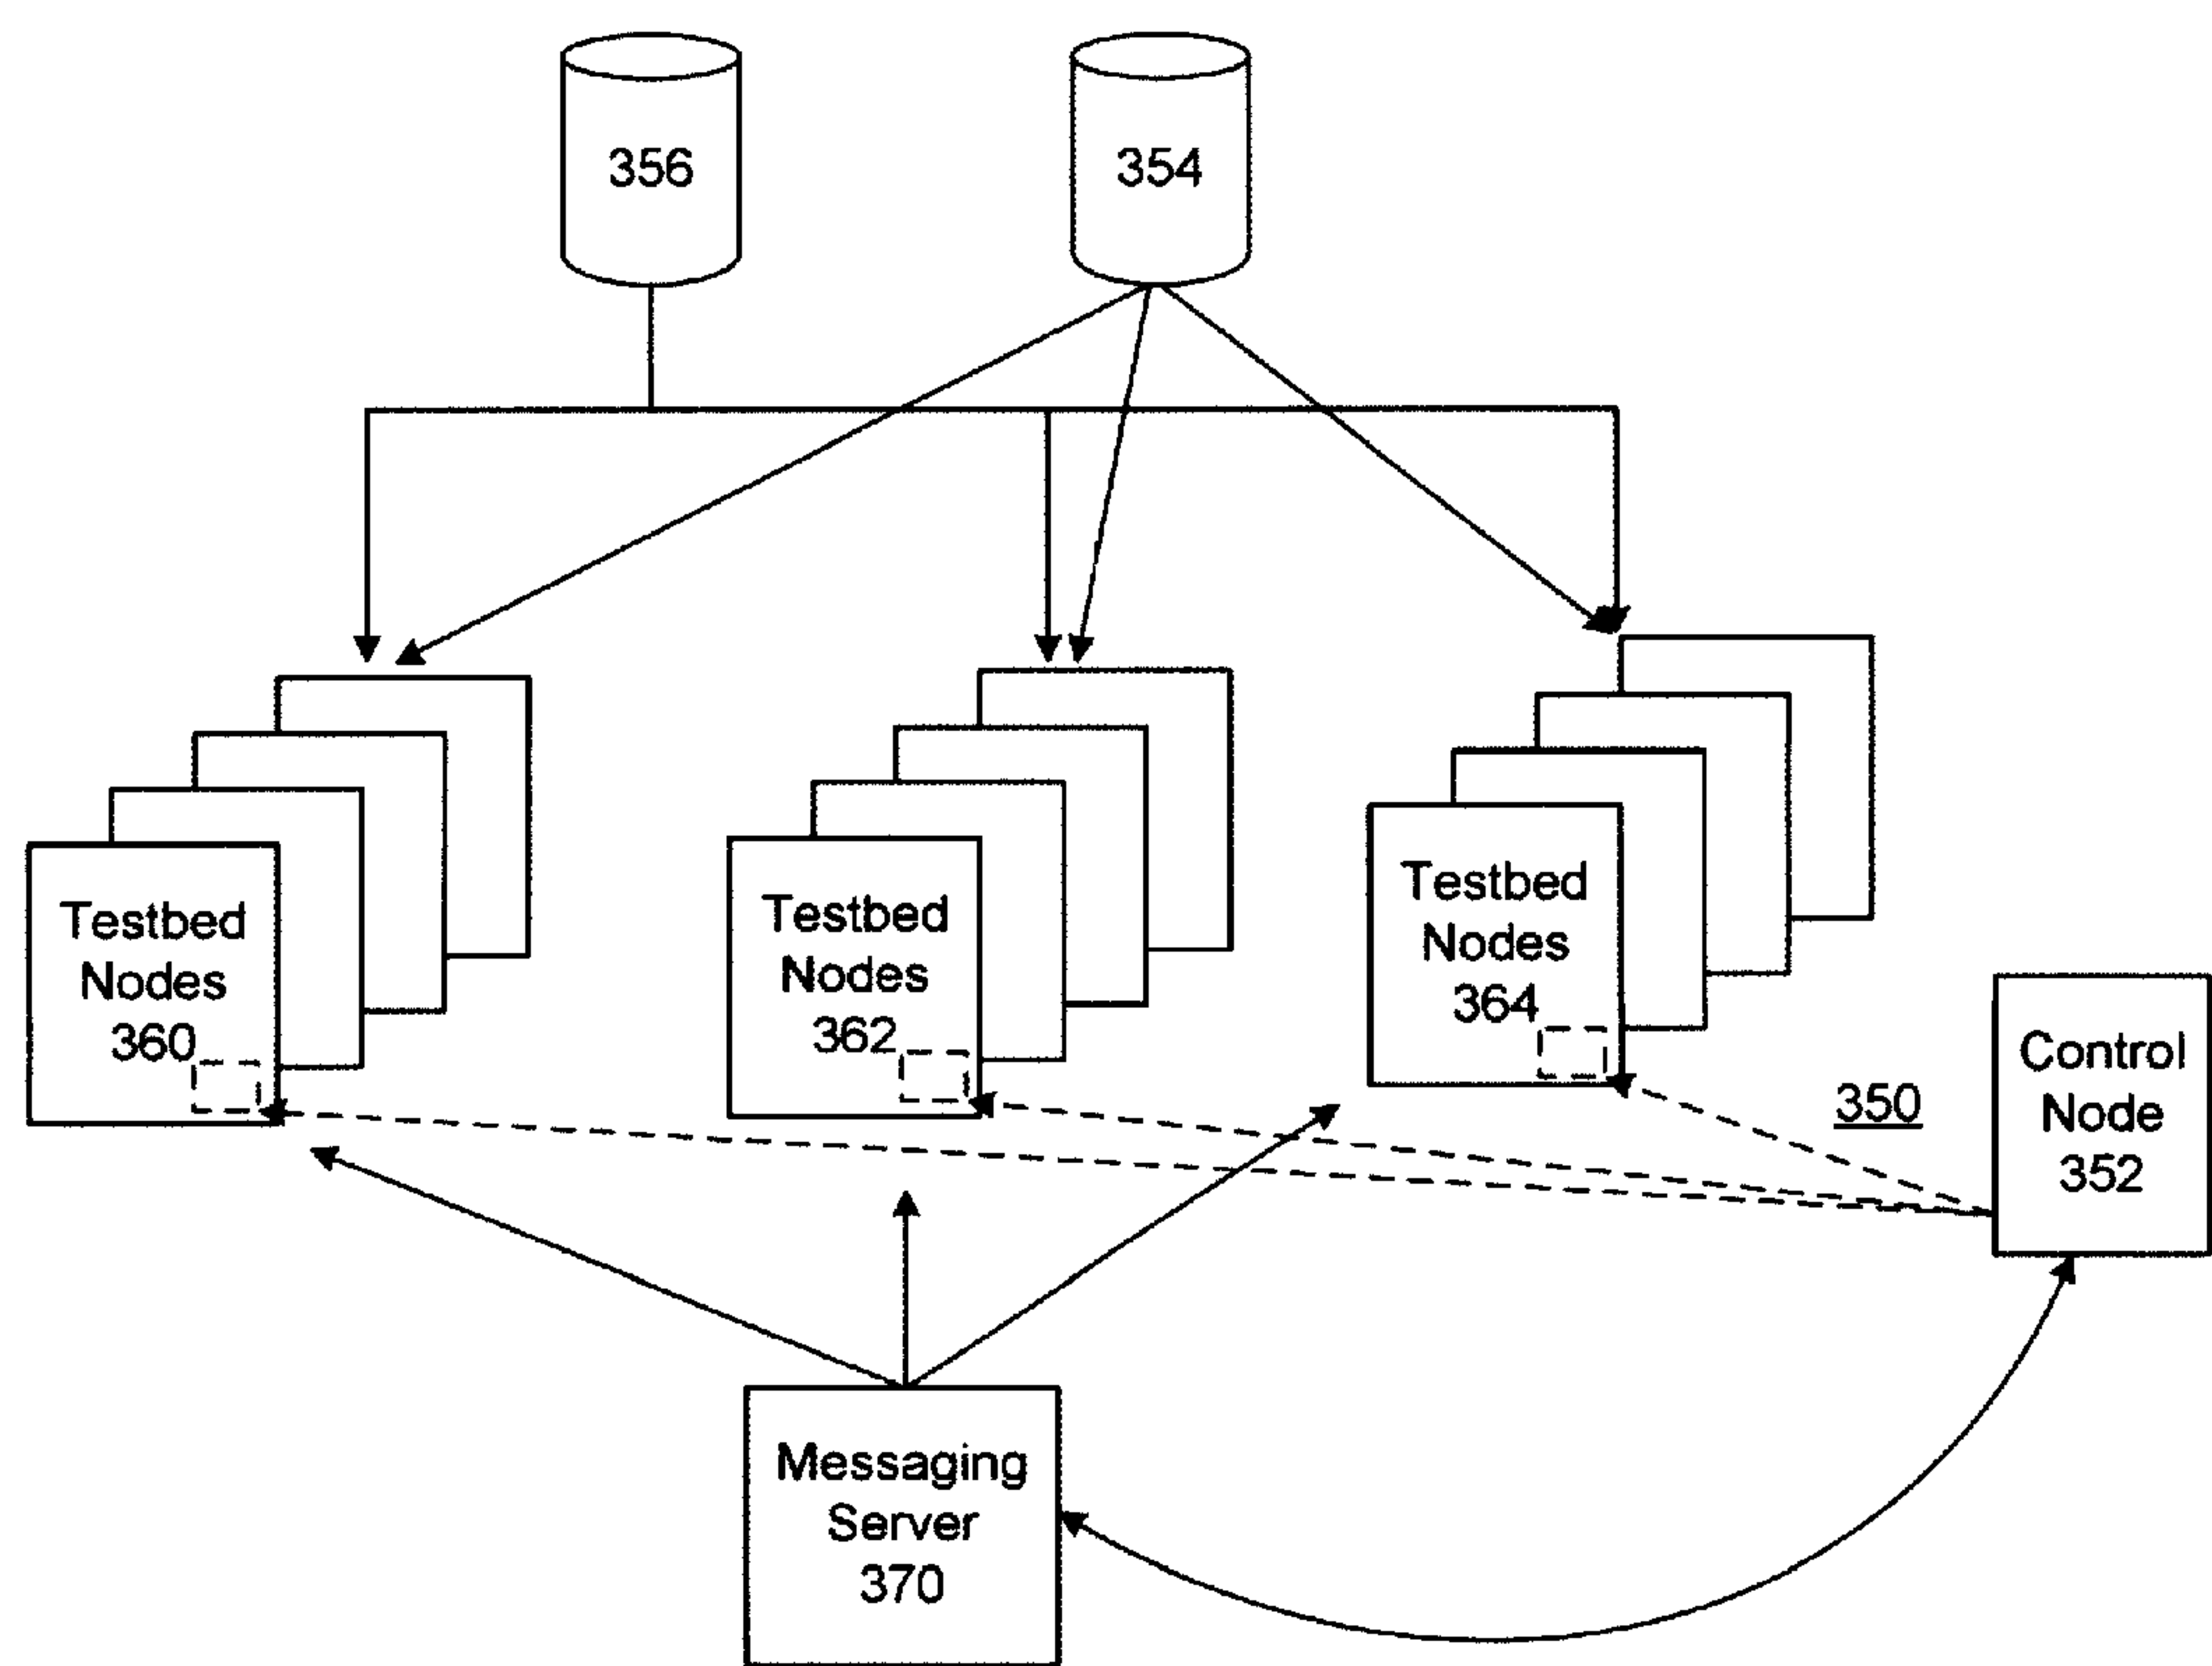 356
354
Testbed
Nodes
360
Testbed
Nodes
362
Testbed
Nodes
364
350
Control
Node
352
Messaging
Server
370